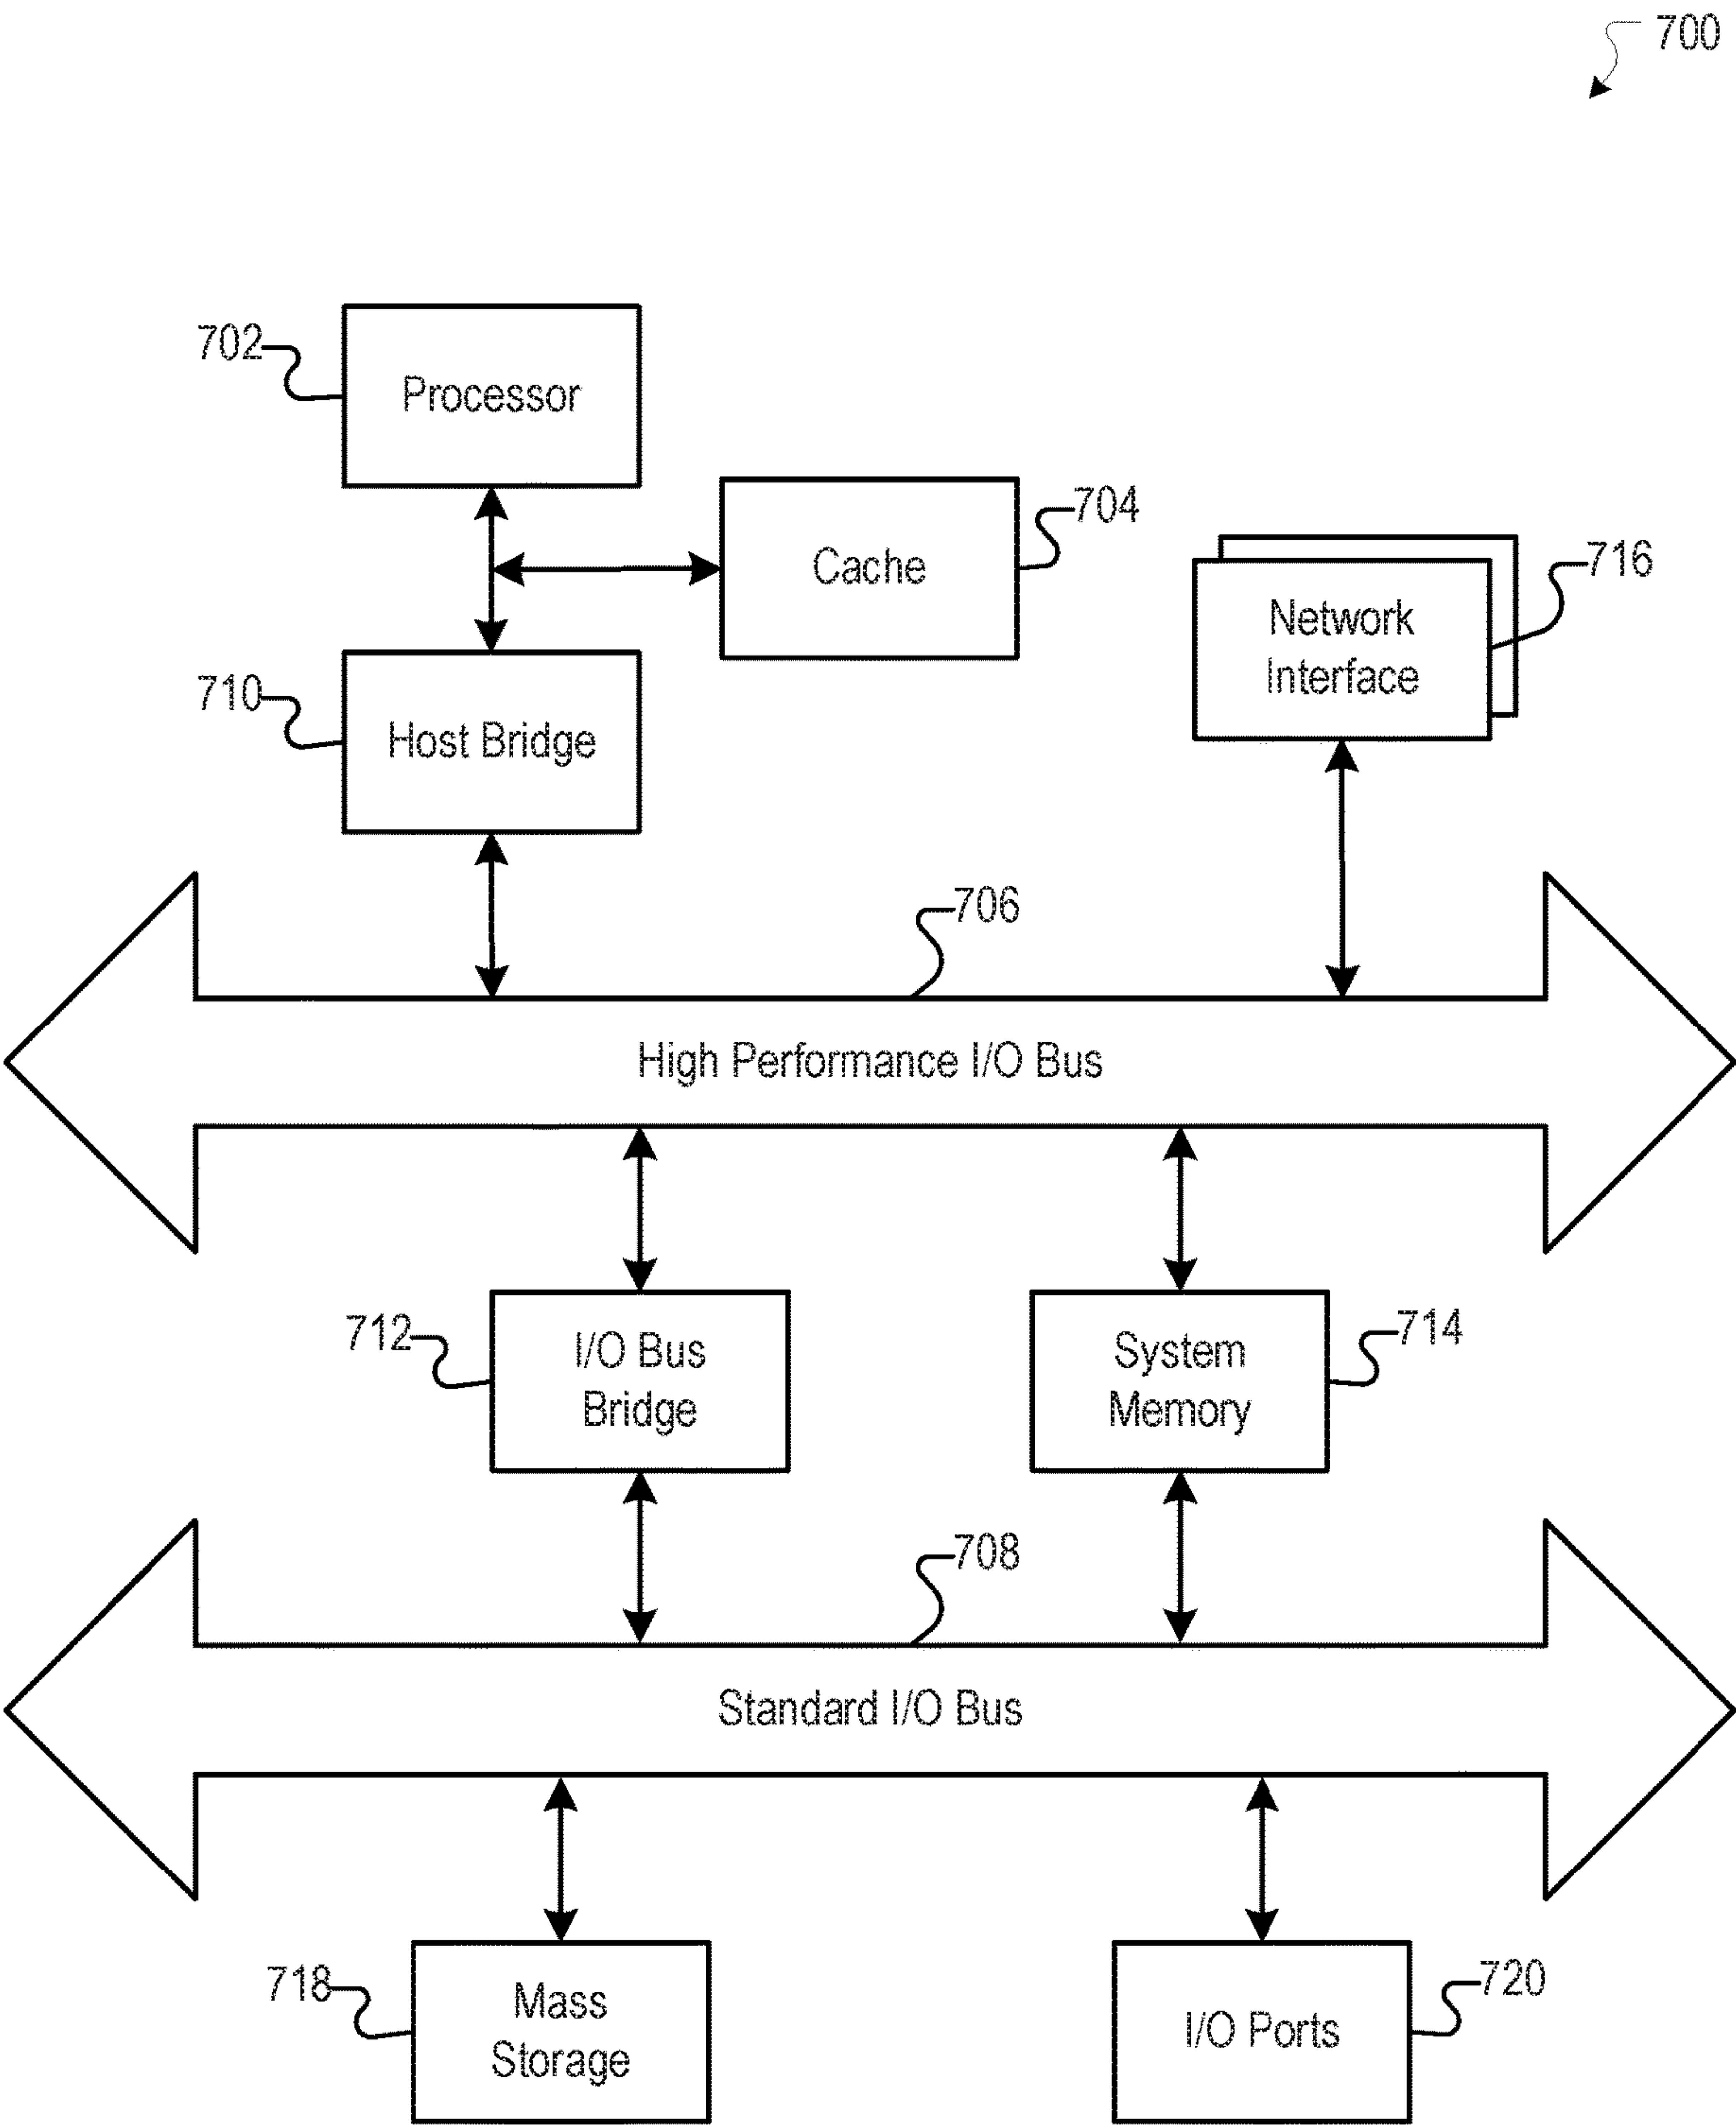 700
702
Processor
704
Cache
716
Network
Interface
710
Host Bridge
706
High Performance I/O Bus
712
I/O Bus
Bridge
714
System
Memory
708
Standard I/O Bus
718
Mass
Storage
720
I/O Ports